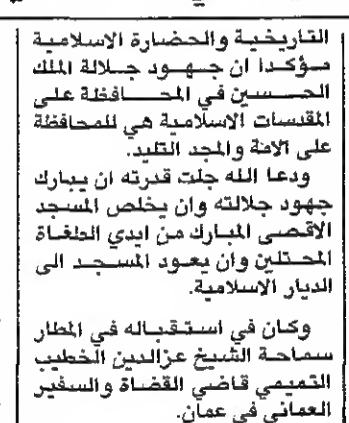 التاريخية والحضارة الاسلامية
مؤكدا ان جهود جلالة الملك
الحسين في المحافظة على
المقدسات الاسلامية هي للمحافظة
على الامة والمجد التليد.
ودعا الله جلت قدرته ان يبارك
جهود جلالته وان يخلص المسجد
الاقصى المبارك من ايدي الطغاة
المحتلين وان يعود المسجد الى
الديار الاسلامية.
وكان في استقباله في المطار
سماحة الشيخ عزالدين الخطيب
التميمي قاضي القضاة والسفير
العماني في عمان.